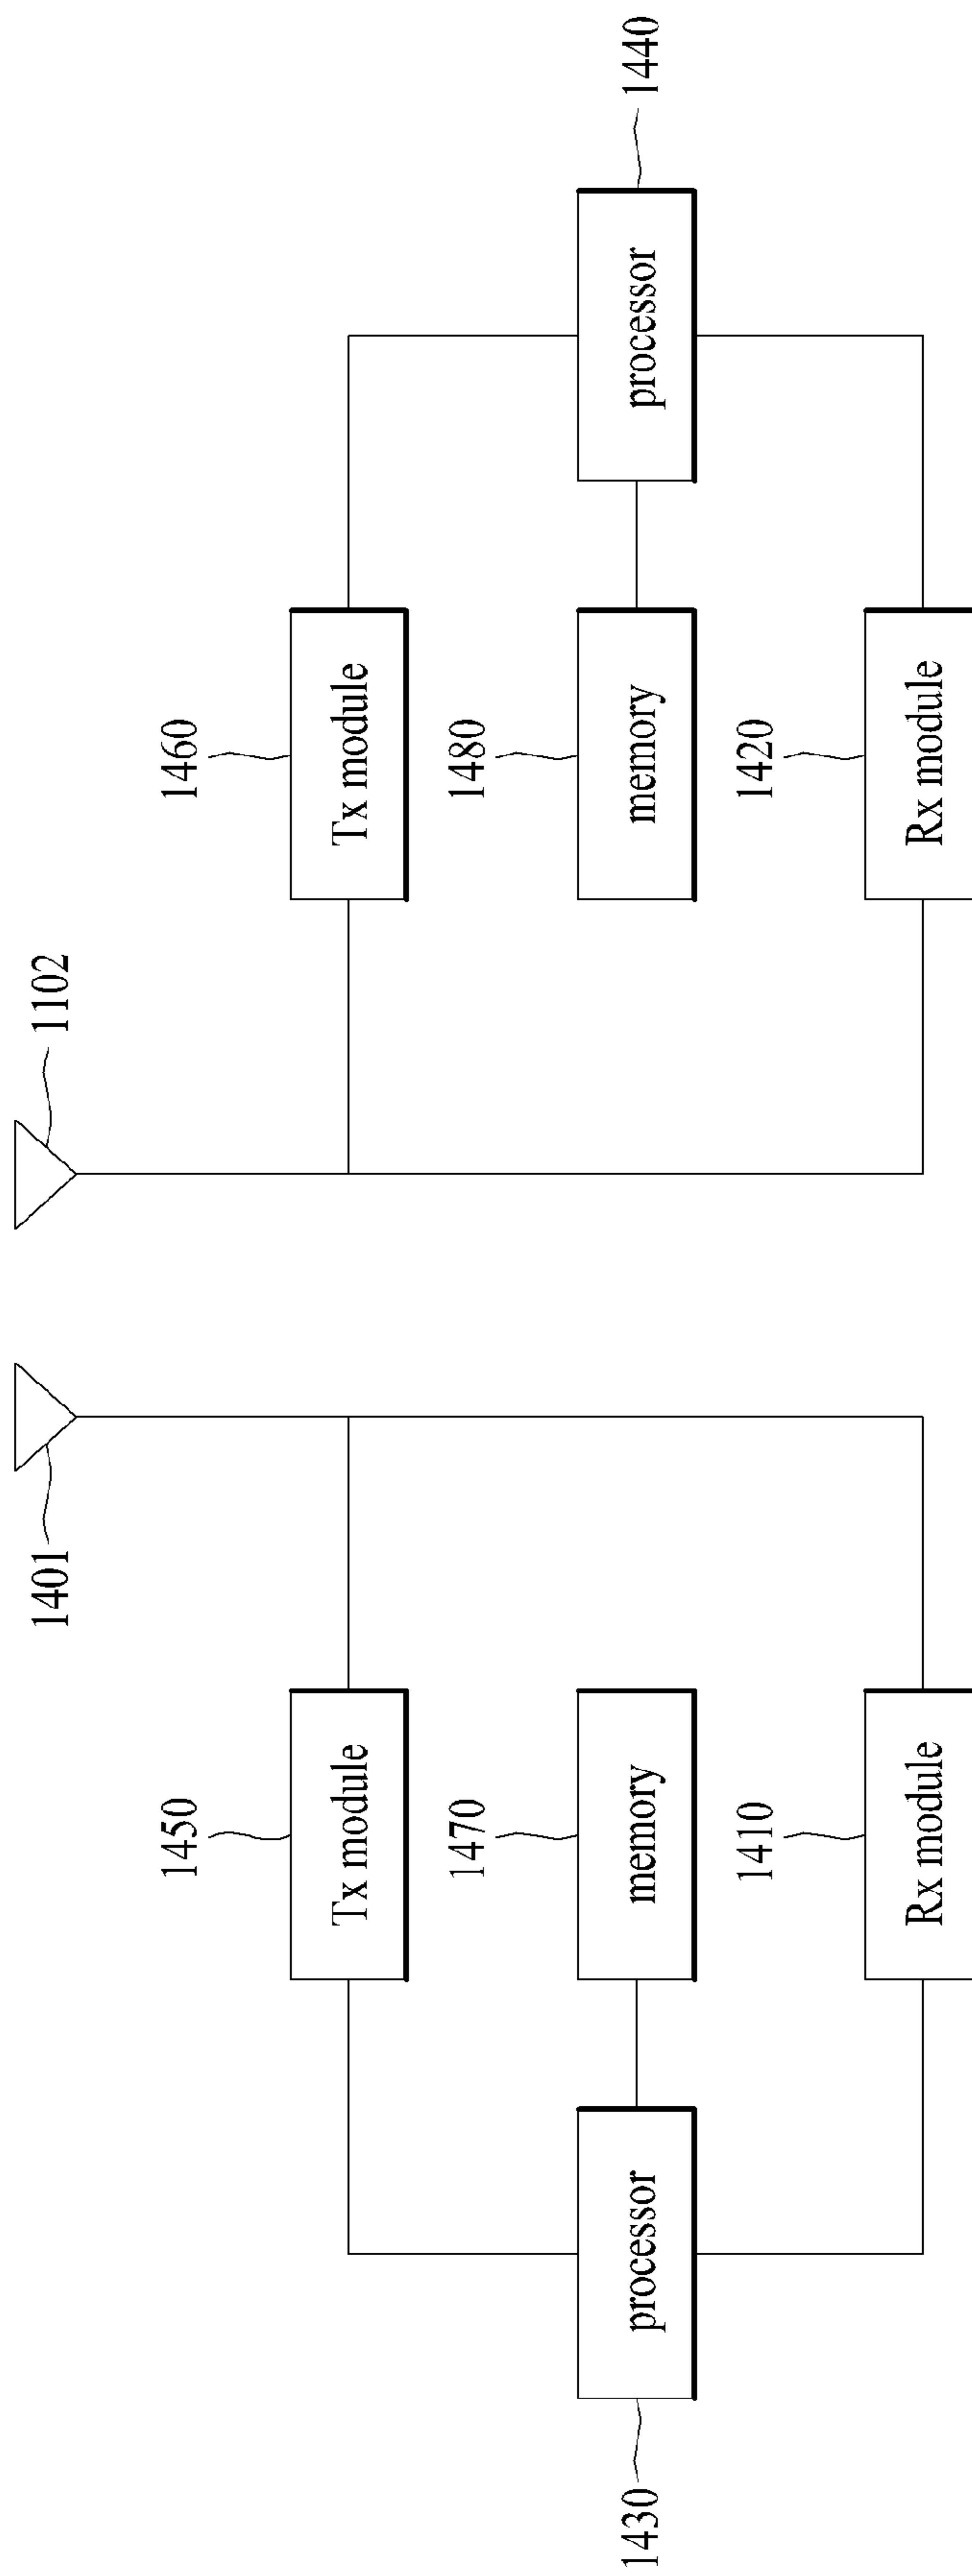 1401
1102
1450
1460
Tx module
Tx module
1470
1480
1430
processor
memory
memory
processor
1440
1410
1420
Rx module
Rx module